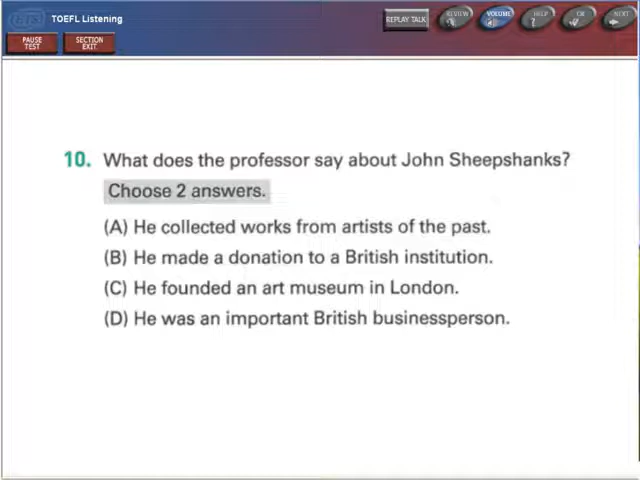 ETS TOEFL Listening
REPLAY TALK
REVIEW
VOLUME
HELP
?
OK
NEXT
PAUSE
TEST
SECTION
EXIT
10. What does the professor say about John Sheepshanks?
Choose 2 answers.
(A) He collected works from artists of the past.
(B) He made a donation to a British institution.
(C) He founded an art museum in London.
(D) He was an important British businessperson.